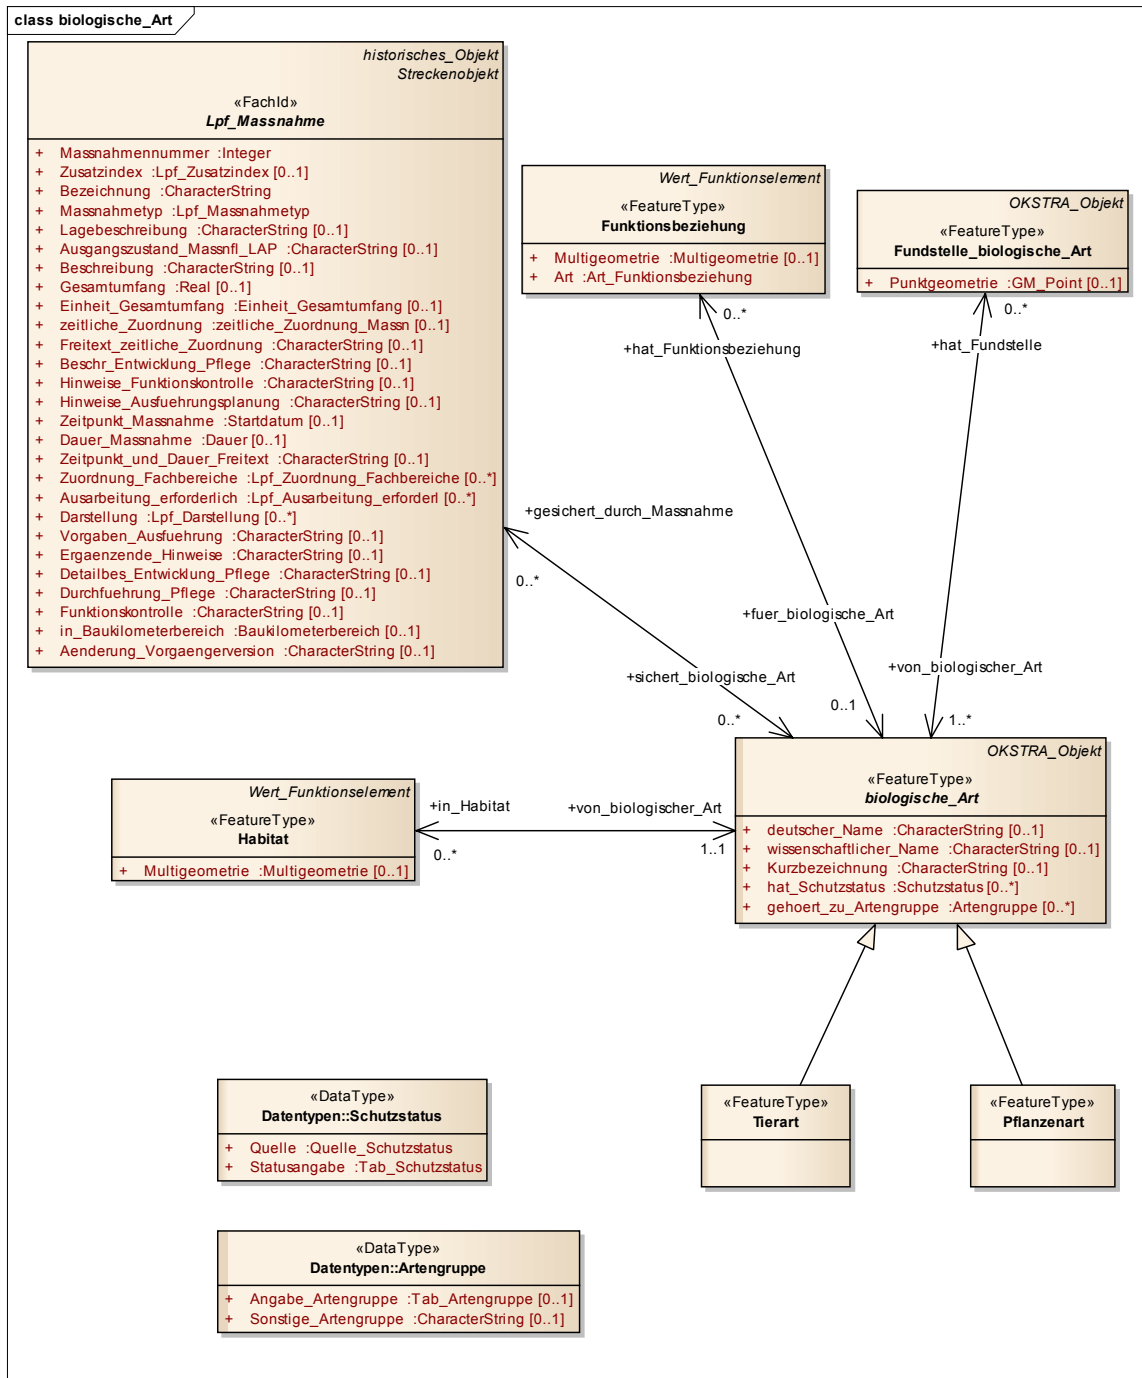 class biologische_Art
historisches_Objekt
Streckenobjekt
«FachId»
Lpf_Massnahme
+ Massnahmennummer :Integer
+ Zusatzindex :Lpf_Zusatzindex [0..1]
+ Bezeichnung :CharacterString
+ Massnahmetyp :Lpf_Massnahmetyp
+ Lagebeschreibung :CharacterString [0..1]
+ Ausgangszustand_Massnfl_LAP :CharacterString [0..1]
+ Beschreibung :CharacterString [0..1]
+ Gesamtumfang :Real [0..1]
+ Einheit_Gesamtumfang :Einheit_Gesamtumfang [0..1]
+ zeitliche_Zuordnung :zeitliche_Zuordnung_Massn [0..1]
+ Freitext_zeitliche_Zuordnung :CharacterString [0..1]
+ Beschr_Entwicklung_Pflege :CharacterString [0..1]
+ Hinweise_Funktionskontrolle :CharacterString [0..1]
+ Hinweise_Ausfuehrungsplanung :CharacterString [0..1]
+ Zeitpunkt_Massnahme :Startdatum [0..1]
+ Dauer_Massnahme :Dauer [0..1]
+ Zeitpunkt_und_Dauer_Freitext :CharacterString [0..1]
+ Zuordnung_Fachbereiche :Lpf_Zuordnung_Fachbereiche [0..*]
+ Ausarbeitung_erforderlich :Lpf_Ausarbeitung_erforderl [0..*]
+ Darstellung :Lpf_Darstellung [0..*]
+ Vorgaben_Ausfuehrung :CharacterString [0..1]
+ Ergaenzende_Hinweise :CharacterString [0..1]
+ Detailbes_Entwicklung_Pflege :CharacterString [0..1]
+ Durchfuehrung_Pflege :CharacterString [0..1]
+ Funktionskontrolle :CharacterString [0..1]
+ in_Baukilometerbereich :Baukilometerbereich [0..1]
+ Aenderung_Vorgaengerversion :CharacterString [0..1]
Wert_Funktionselement
«FeatureType»
Funktionsbeziehung
+ Multigeometrie :Multigeometrie [0..1]
+ Art :Art_Funktionsbeziehung
OKSTRA_Objekt
«FeatureType»
Fundstelle_biologische_Art
+ Punktgeometrie :GM_Point [0..1]
0..*
+hat_Funktionsbeziehung
0..*
+hat_Fundstelle
+gesichert_durch_Massnahme
0..*
+fuer_biologische_Art
0..1
+von_biologischer_Art
1..*
+sichert_biologische_Art
0..*
OKSTRA_Objekt
«FeatureType»
biologische_Art
+ deutscher_Name :CharacterString [0..1]
+ wissenschaftlicher_Name :CharacterString [0..1]
+ Kurzbezeichnung :CharacterString [0..1]
+ hat_Schutzstatus :Schutzstatus [0..*]
+ gehoert_zu_Artengruppe :Artengruppe [0..*]
Wert_Funktionselement
«FeatureType»
Habitat
+ Multigeometrie :Multigeometrie [0..1]
+in_Habitat
0..*
+von_biologischer_Art
1..1
«FeatureType»
Tierart
«FeatureType»
Pflanzenart
«DataType»
Datentypen::Schutzstatus
+ Quelle :Quelle_Schutzstatus
+ Statusangabe :Tab_Schutzstatus
«DataType»
Datentypen::Artengruppe
+ Angabe_Artengruppe :Tab_Artengruppe [0..1]
+ Sonstige_Artengruppe :CharacterString [0..1]